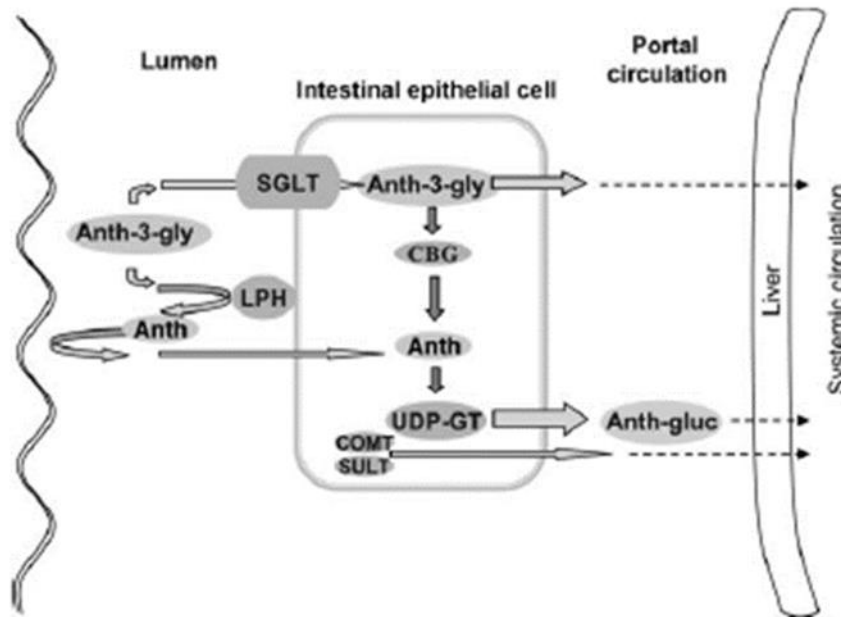 Lumen
Portal
circulation
Intestinal epithelial cell
SGLT
Anth-3-gly
Anth-3-gly
CBG
LPH
Anth
Anth
UDP-GT
Anth-gluc
COMT
SULT
Liver
Systemic circulation